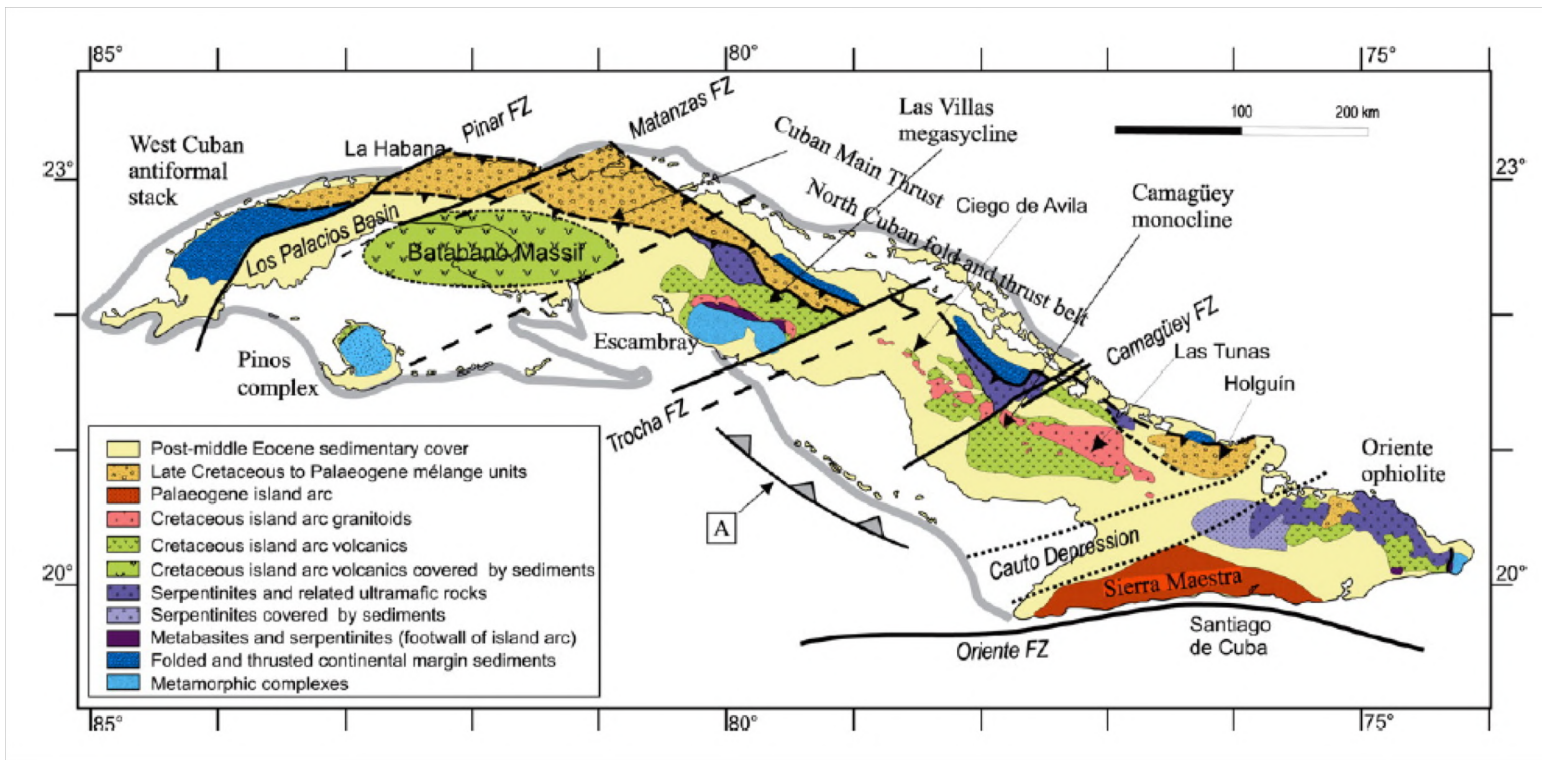 85°
80°
75°
23°
20°
23°
20°
85°
80°
75°
100
200 km
West Cuban
antiformal
stack
La Habana
Pinar FZ
Matanzas FZ
Cuban Main Thrust
Las Villas
megasycline
North Cuban fold and thrust belt
Ciego de Avila
Camagüey
monocline
Los Palacios Basin
Batabano Massif
Pinos
complex
Escambray
Trocha FZ
Camagüey FZ
Las Tunas
Holguín
Oriente
ophiolite
A
Cauto Depression
Sierra Maestra
Oriente FZ
Santiago
de Cuba
Post-middle Eocene sedimentary cover
Late Cretaceous to Palaeogene mélange units
Palaeogene island arc
Cretaceous island arc granitoids
Cretaceous island arc volcanics
Cretaceous island arc volcanics covered by sediments
Serpentinites and related ultramafic rocks
Serpentinites covered by sediments
Metabasites and serpentinites (footwall of island arc)
Folded and thrusted continental margin sediments
Metamorphic complexes